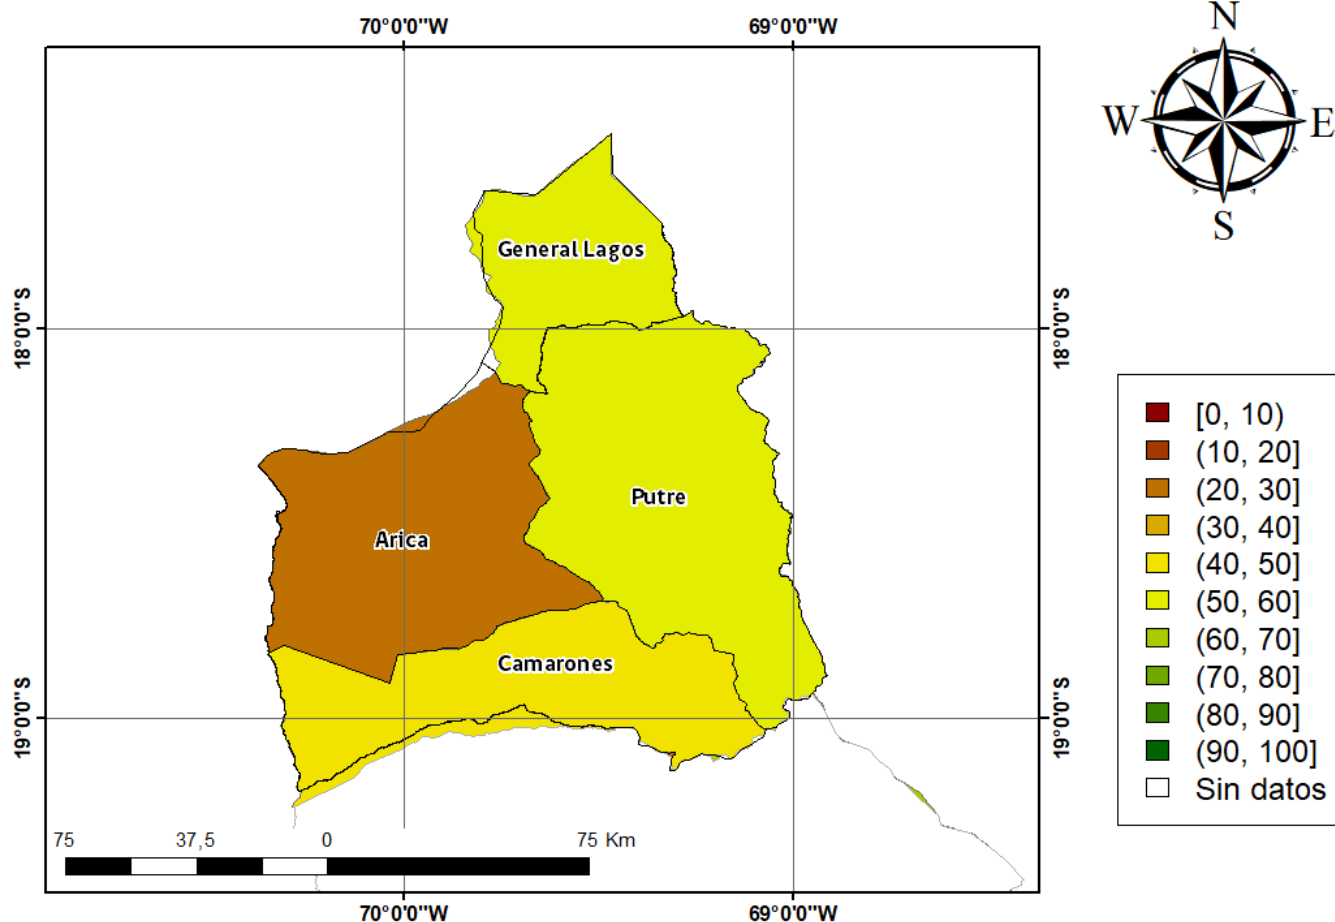 70°0'0"W 69°0'0"W
N
W E
S
General Lagos
18°0'0"S 18°0'0"S
[0, 10)
(10, 20]
(20, 30]
(30, 40]
(40, 50]
(50, 60]
(60, 70]
(70, 80]
(80, 90]
(90, 100]
Sin datos
Putre
Arica
Camarones
19°0'0"S 19°0'0"S
75 37,5 0 75 Km
70°0'0"W 69°0'0"W